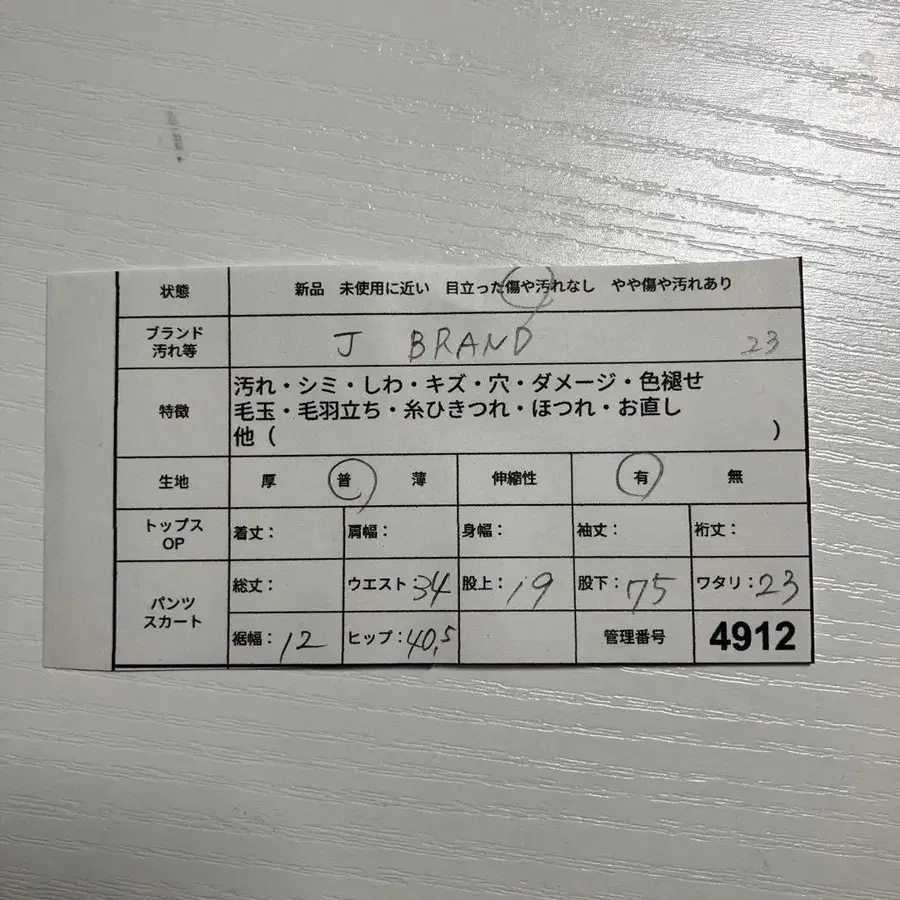 状態 新品 未使用に近い 目立った傷や汚れなし やや傷や汚れあり
ブランド 汚れ等 J BRAND 23
特徴 汚れ・シミ・しわ・キズ・穴・ダメージ・色褪せ
毛玉・毛羽立ち・糸ひきつれ・ほつれ・お直し
他（ ）
生地 厚 普 薄 伸縮性 有 無
トップス OP 着丈： 肩幅： 身幅： 袖丈： 裄丈：
パンツ スカート 総丈： ウエスト 34 股上：19 股下：75 ワタリ：23
裾幅：12 ヒップ：40.5 管理番号 4912